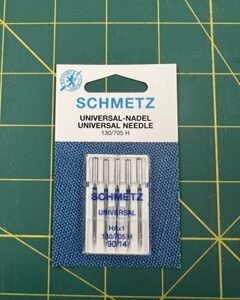 SCHMETZ
UNIVERSAL-NADEL
UNIVERSAL NEEDLE
130/705 H
SCHMETZ
UNIVERSAL
HAx1
130/705 H
90/14